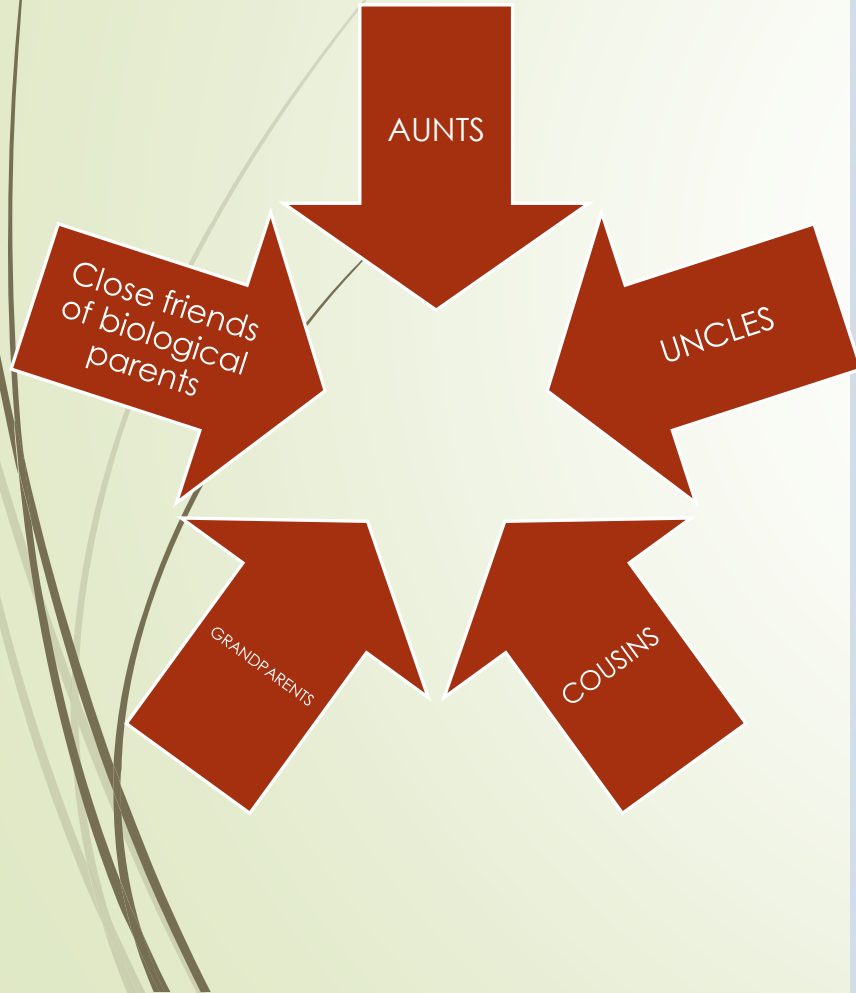 AUNTS
UNCLES
COUSINS
GRANDPARENTS
Close friends
of biological
parents